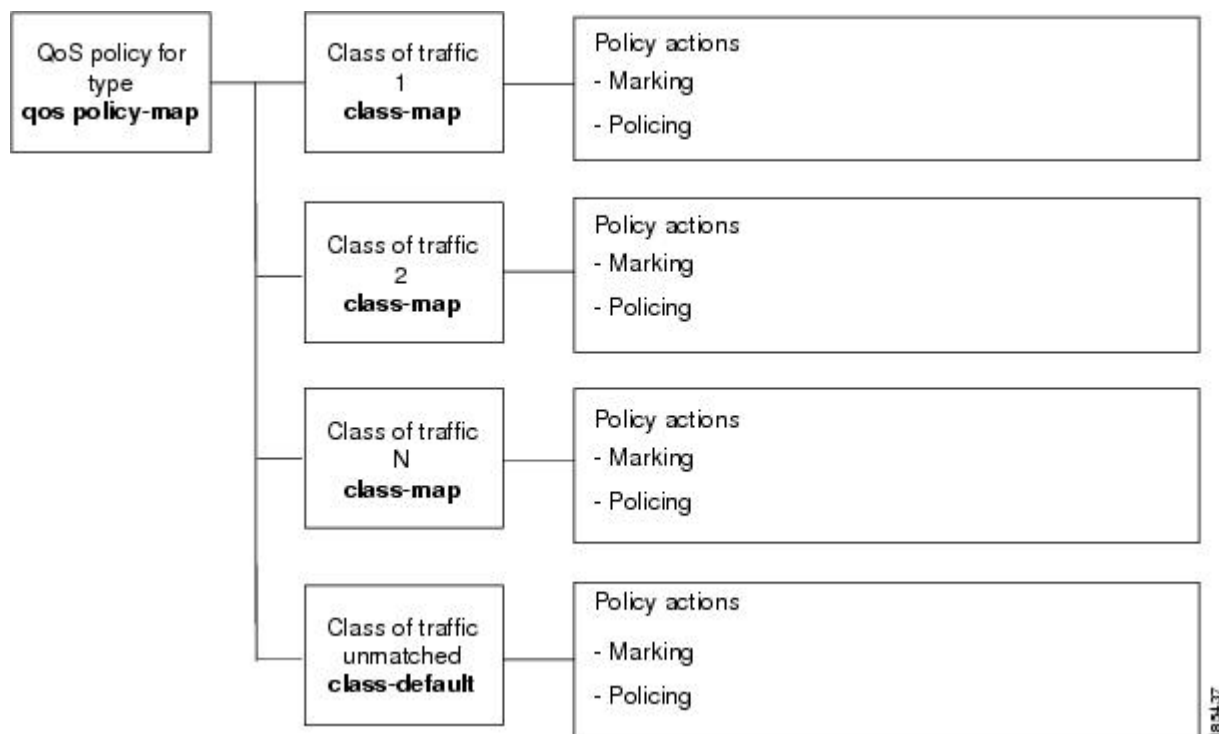 QoS policy for
type
qos policy-map
Class of traffic
1
class-map
Policy actions
- Marking
- Policing
Class of traffic
2
class-map
Policy actions
- Marking
- Policing
Class of traffic
N
class-map
Policy actions
- Marking
- Policing
Class of traffic
unmatched
class-default
Policy actions
- Marking
- Policing